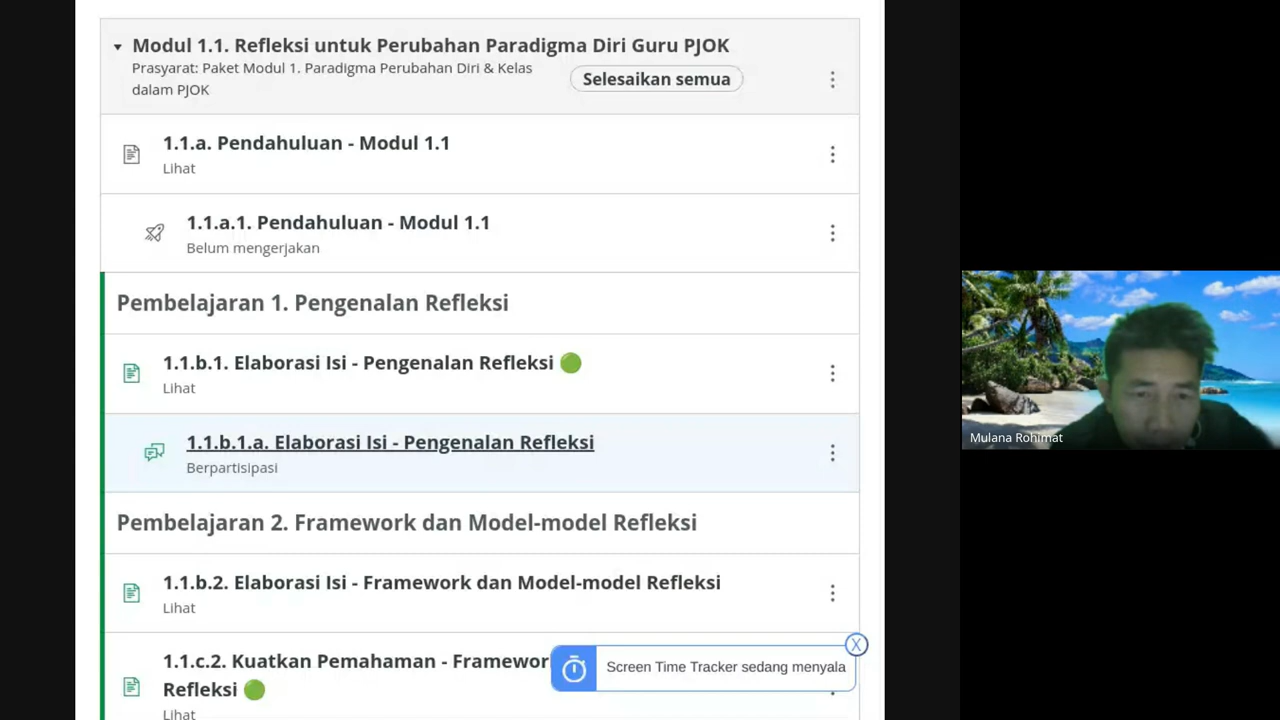 Modul 1.1. Refleksi untuk Perubahan Paradigma Diri Guru PJOK
Prasyarat: Paket Modul 1. Paradigma Perubahan Diri & Kelas
dalam PJOK
Selesaikan semua
1.1.a. Pendahuluan - Modul 1.1
Lihat
1.1.a.1. Pendahuluan - Modul 1.1
Belum mengerjakan
Pembelajaran 1. Pengenalan Refleksi
1.1.b.1. Elaborasi Isi - Pengenalan Refleksi
Lihat
1.1.b.1.a. Elaborasi Isi - Pengenalan Refleksi
Berpartisipasi
Mulana Rohimat
Pembelajaran 2. Framework dan Model-model Refleksi
1.1.b.2. Elaborasi Isi - Framework dan Model-model Refleksi
Lihat
1.1.c.2. Kuatkan Pemahaman - Framewor
Refleksi
Lihat
X
Screen Time Tracker sedang menyala